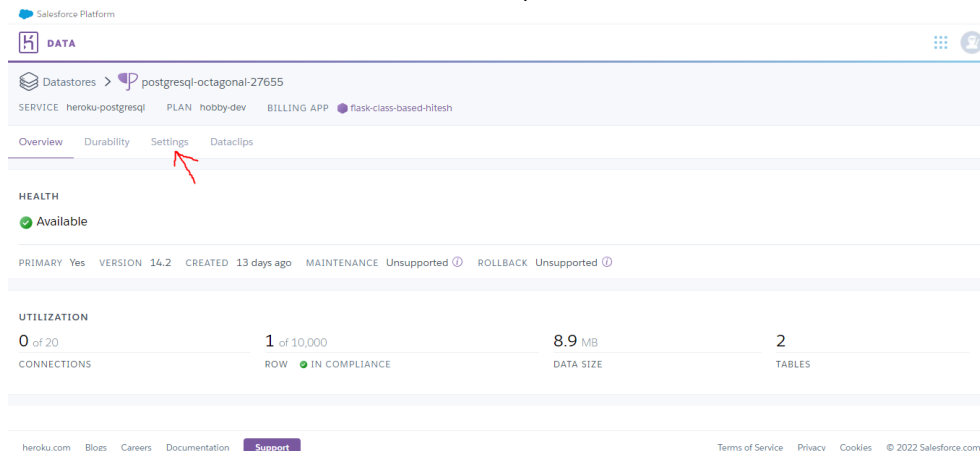 Salesforce Platform
DATA
Datastores > postgresql-octagonal-27655
SERVICE heroku-postgresql PLAN hobby-dev BILLING APP flask-class-based-hitesh
Overview Durability Settings Dataclips
HEALTH
Available
PRIMARY Yes VERSION 14.2 CREATED 13 days ago MAINTENANCE Unsupported ROLLBACK Unsupported
UTILIZATION
0 of 20 1 of 10,000 8.9 MB 2
CONNECTIONS ROW IN COMPLIANCE DATA SIZE TABLES
heroku.com Blogs Careers Documentation Support Terms of Service Privacy Cookies © 2022 Salesforce.com